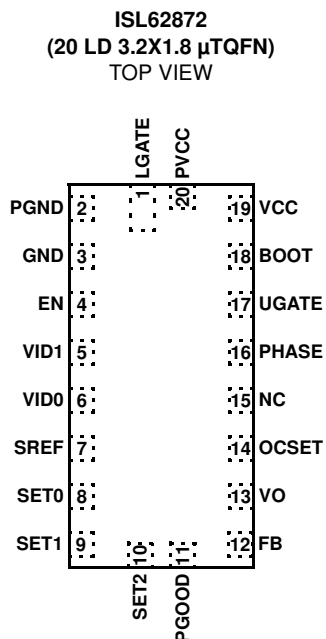 ISL62872
(20 LD 3.2X1.8 µTQFN)
TOP VIEW
1 LGATE
20 PVCC
PGND 2
19 VCC
GND 3
18 BOOT
EN 4
17 UGATE
VID1 5
16 PHASE
VID0 6
15 NC
SREF 7
14 OCSET
SET0 8
13 VO
SET1 9
12 FB
SET2 10
PGOOD 11